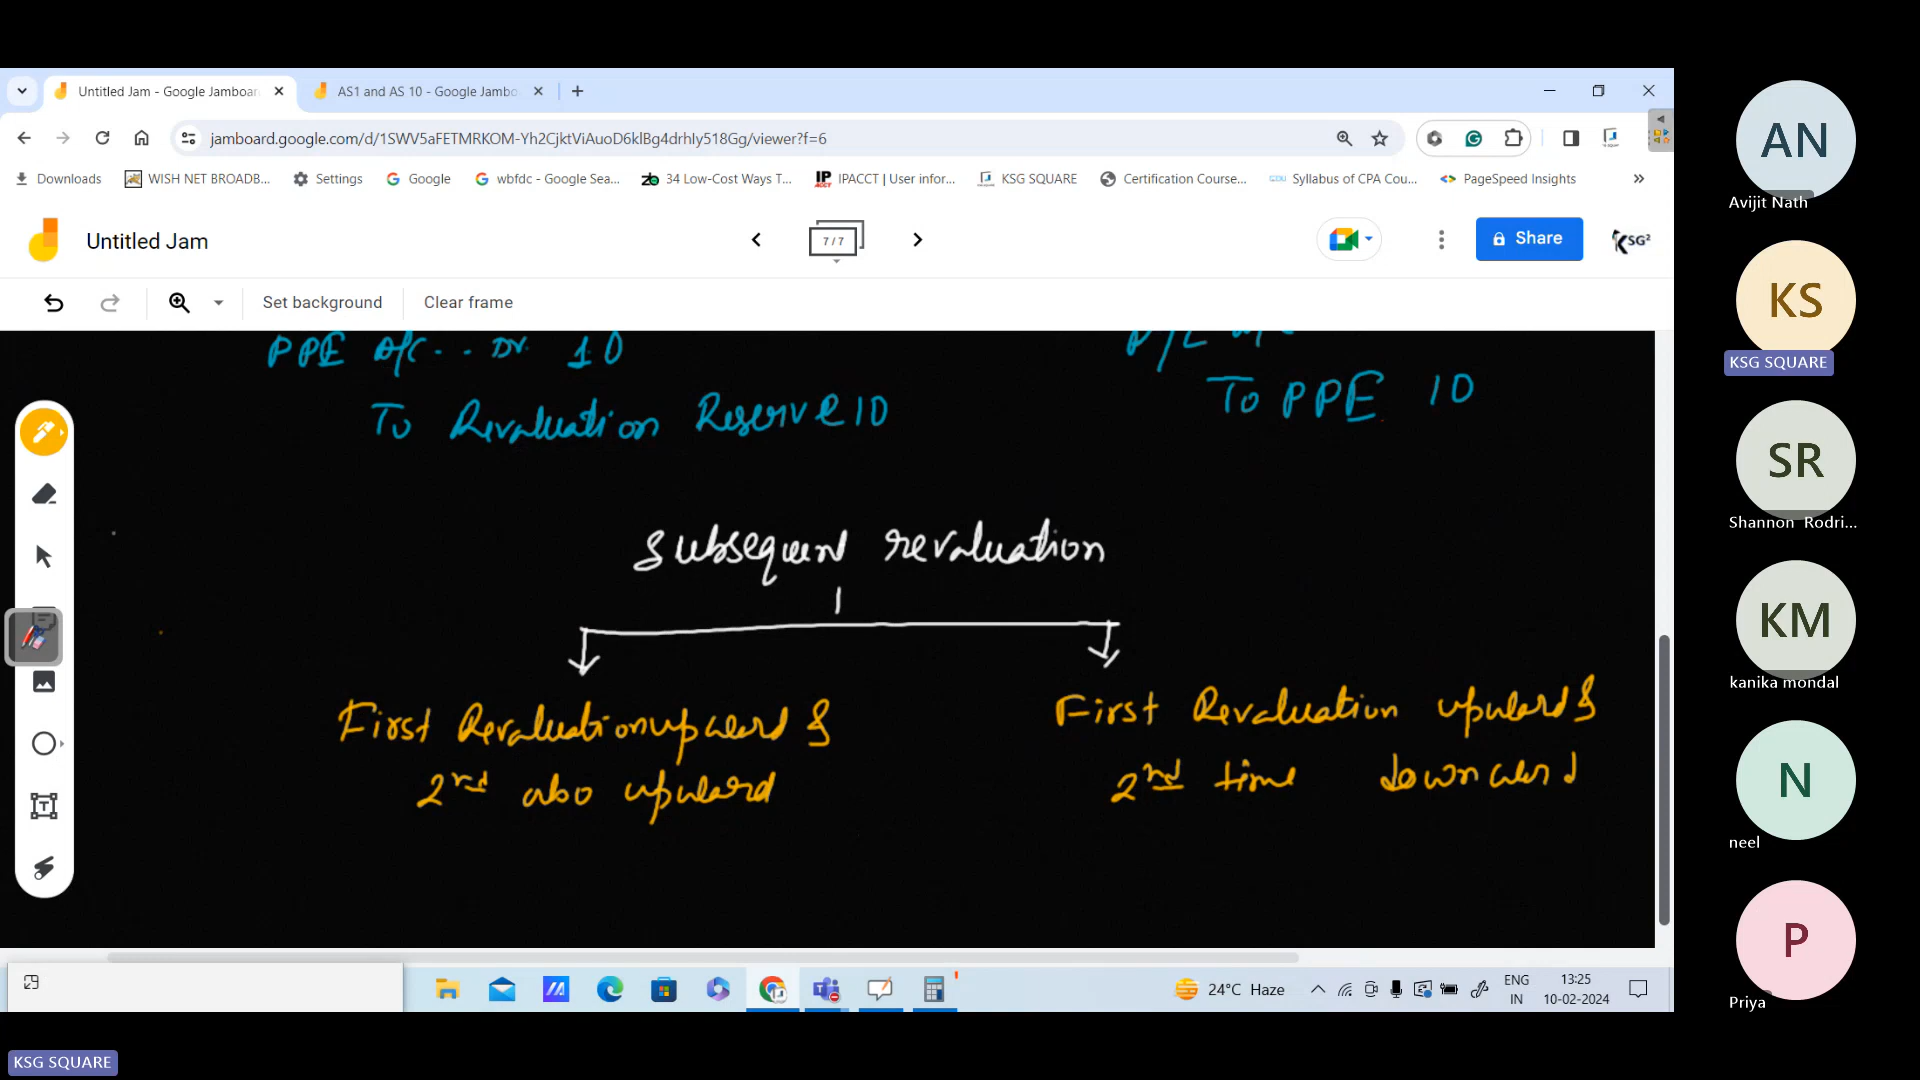 Untitled Jam - Google Jamboar
AS1 and AS 10 - Google Jambo
jamboard.google.com/d/1SWV5aFETMRKOM-Yh2CjktViAuoD6klBg4drhIy518Gg/viewer?f=6
Downloads WISH NET BROADB... Settings Google wbfdc - Google Sea... 34 Low-Cost Ways T... IPACCT | User infor... KSG SQUARE Certification Course... Syllabus of CPA Cou... PageSpeed Insights
Untitled Jam
7 / 7
Share
KSG²
Set background Clear frame
PPE A/C .. Dr. 10
To Revaluation Reserve 10
P/L A/C
To PPE 10
Subsequent revaluation
First Revaluation upward &
2nd also upward
First Revaluation upward &
2nd time downward
24°C Haze
ENG
IN
13:25
10-02-2024
AN
Avijit Nath
KS
KSG SQUARE
SR
Shannon Rodri...
KM
kanika mondal
N
neel
P
Priya
KSG SQUARE